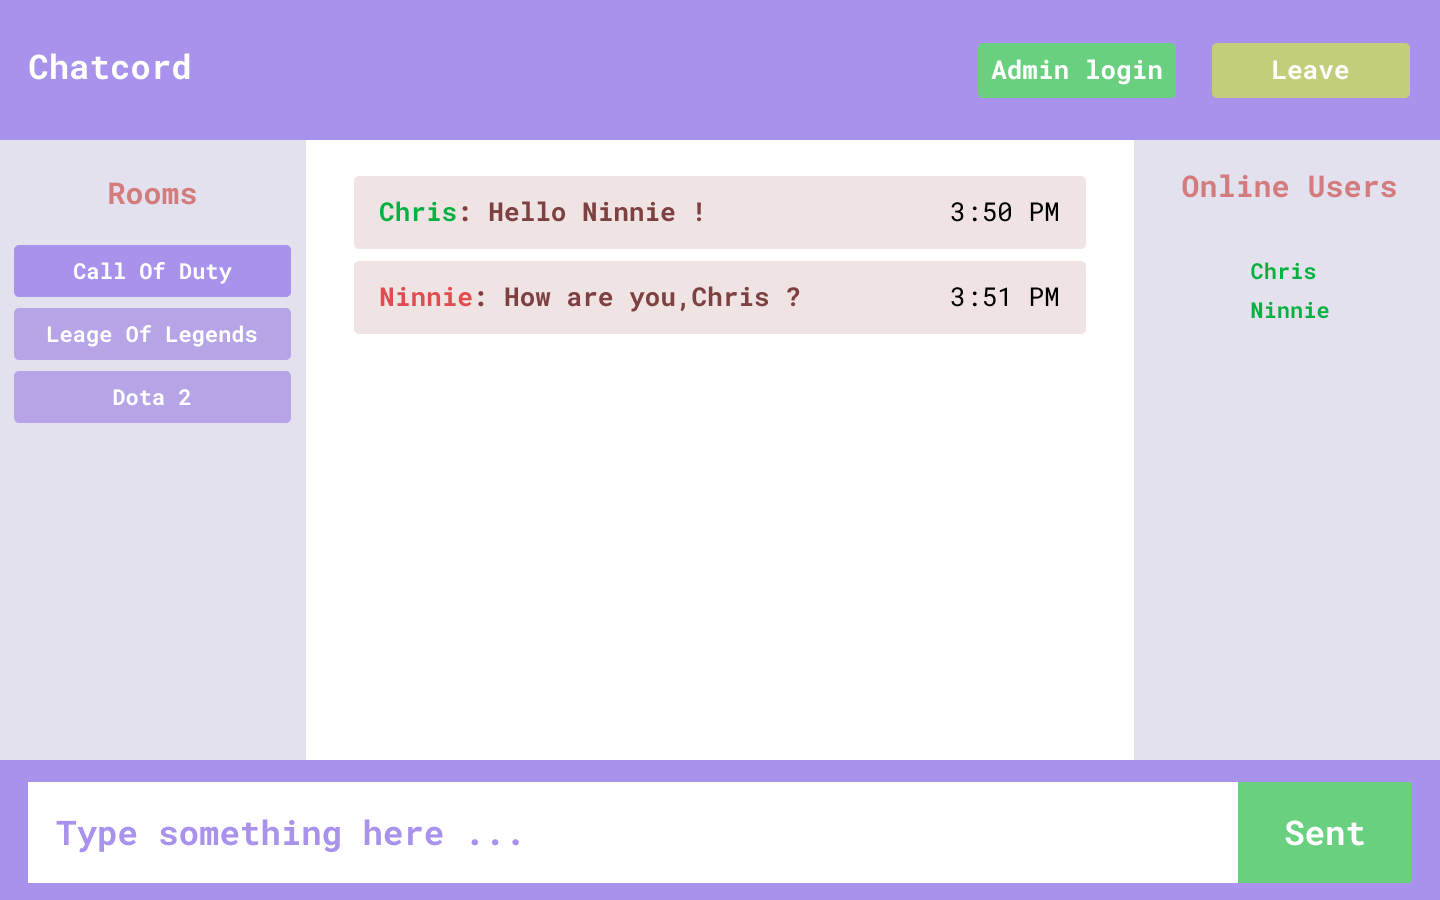 Chatcord
Admin login
Leave
Rooms
Call Of Duty
Leage Of Legends
Dota 2
Chris: Hello Ninnie ! 3:50 PM
Ninnie: How are you,Chris ? 3:51 PM
Online Users
Chris
Ninnie
Type something here ...
Sent